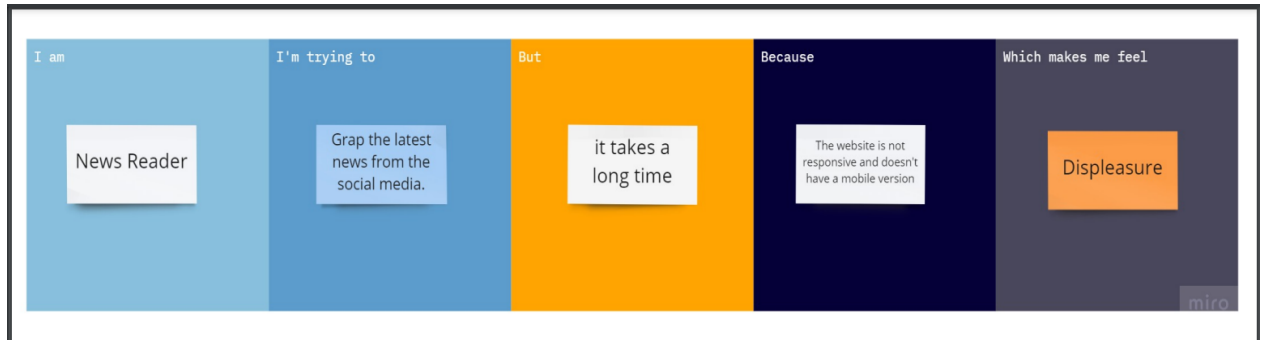 I am
News Reader
I'm trying to
Grap the latest
news from the
social media.
But
it takes a
long time
Because
The website is not
responsive and doesn't
have a mobile version
Which makes me feel
Displeasure
miro